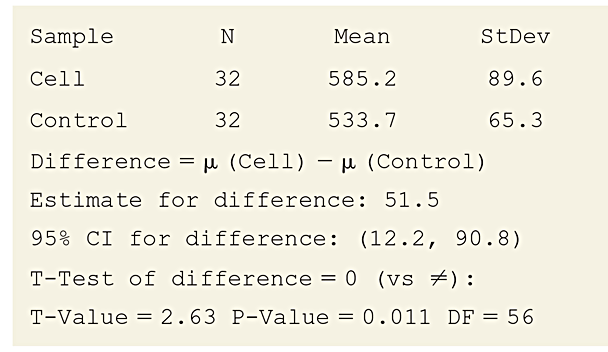 Sample N Mean StDev
Cell 32 585.2 89.6
Control 32 533.7 65.3
Difference = μ (Cell) − μ (Control)
Estimate for difference: 51.5
95% CI for difference: (12.2, 90.8)
T-Test of difference = 0 (vs ≠):
T-Value = 2.63 P-Value = 0.011 DF = 56